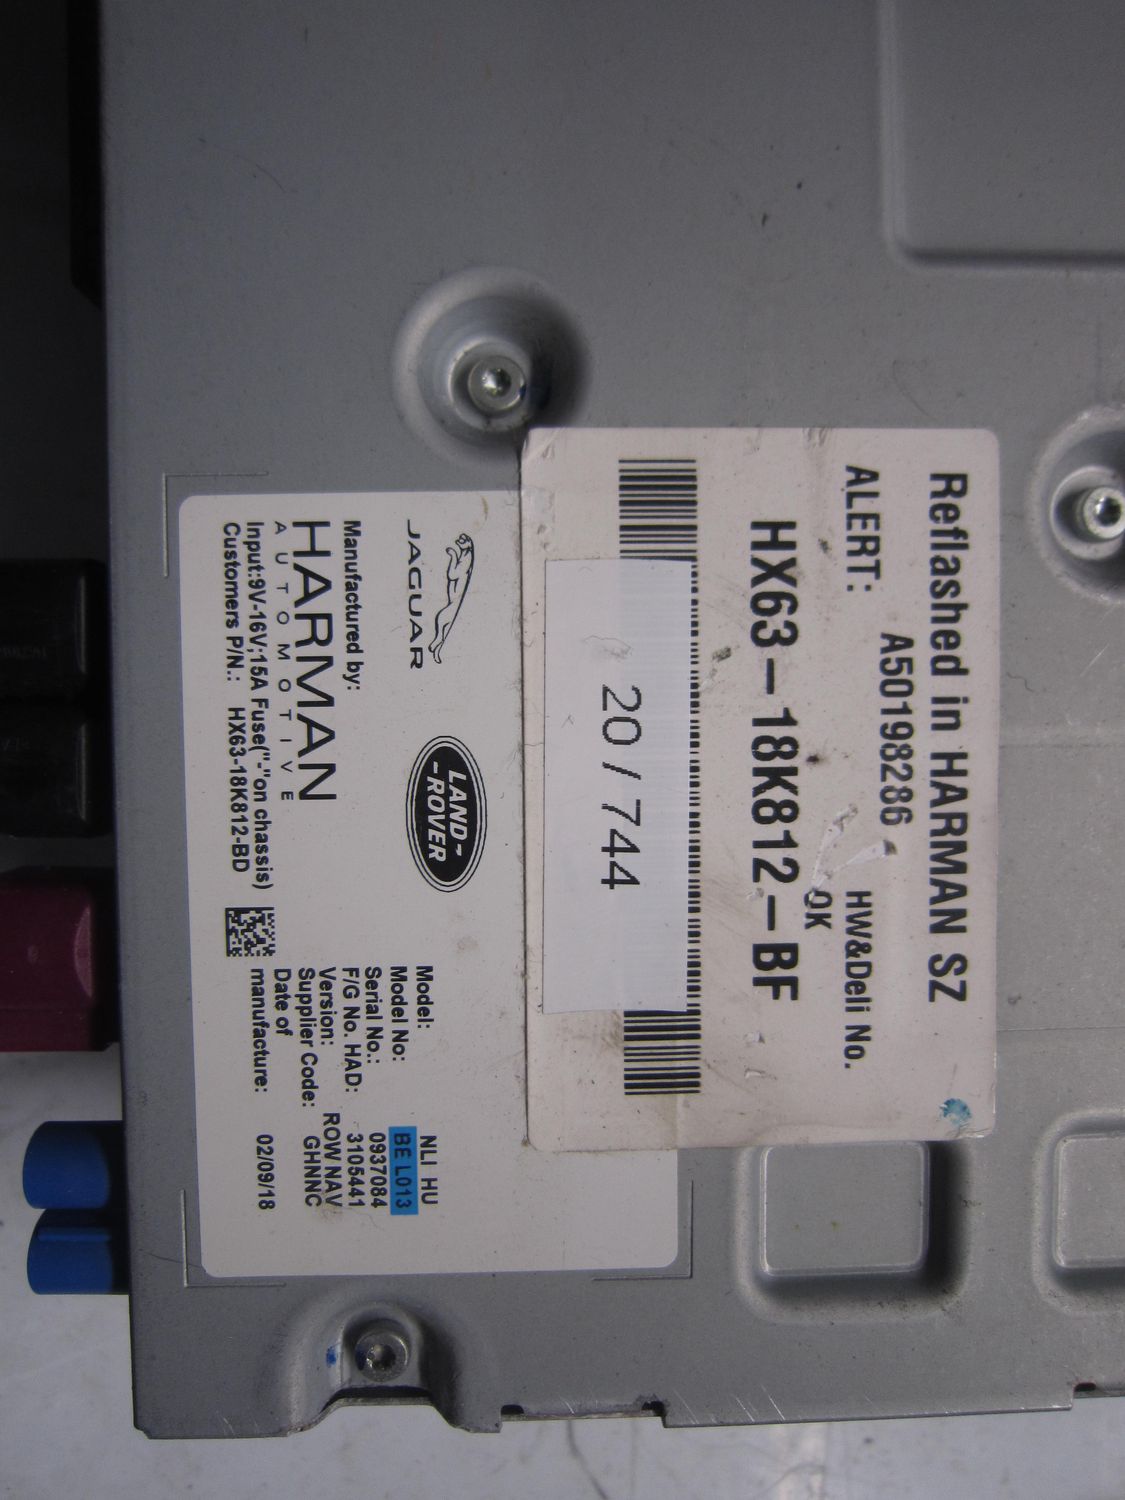 Reflashed in HARMAN SZ
ALERT: A50198286 HW&Deli No. OK
HX63-18K812-BF
20 / 744
JAGUAR
LAND-
-ROVER
Manufactured by:
HARMAN
AUTOMOTIVE
Input:9V-16V;15A Fuse("-"on chassis)
Customers P/N.: HX63-18K812-BD
Model: NLI HU
Model No: BE L013
Serial No.: 0937084
F/G No. HAD: 3105441
Version: ROW NAV
Supplier Code: GHNNC
Date of
manufacture: 02/09/18